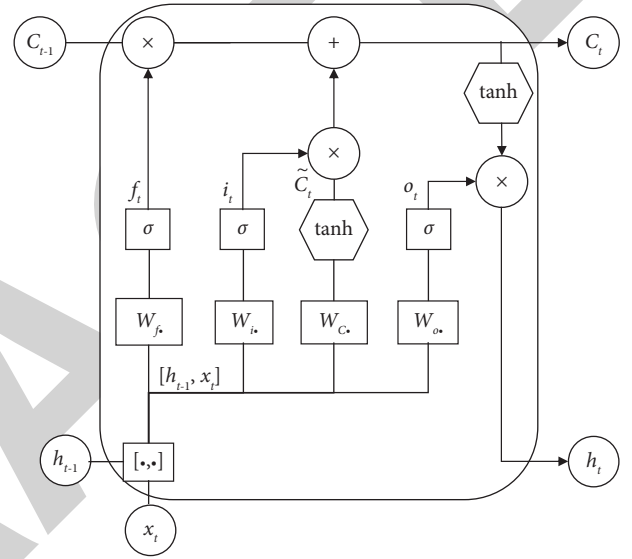 C_{t-1} × + C_t
tanh
×
f_t i_t C̃_t o_t ×
σ σ tanh σ
W_{f•} W_{i•} W_{C•} W_{o•}
[h_{t-1}, x_t]
h_{t-1} [•,•] h_t
x_t